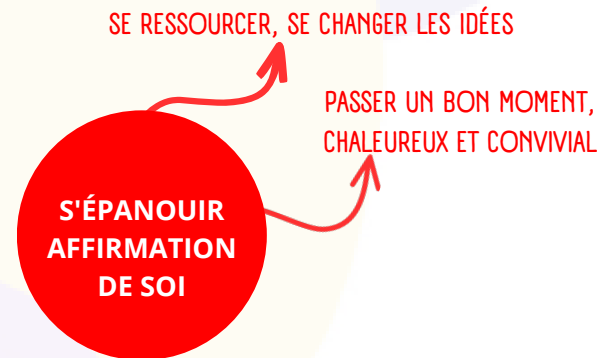 SE RESSOURCER, SE CHANGER LES IDÉES
PASSER UN BON MOMENT,
CHALEUREUX ET CONVIVIAL
S'ÉPANOUIR
AFFIRMATION
DE SOI